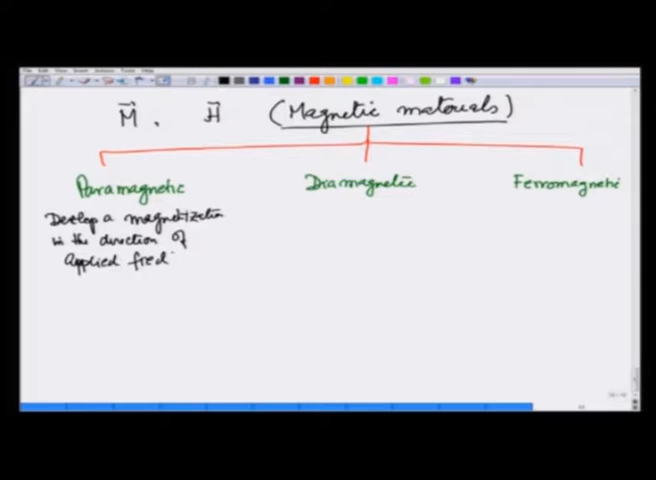 M⃗ , H⃗ (Magnetic materials)
Paramagnetic Diamagnetic Ferromagnetic
Develop a magnetization
in the direction of
Applied field